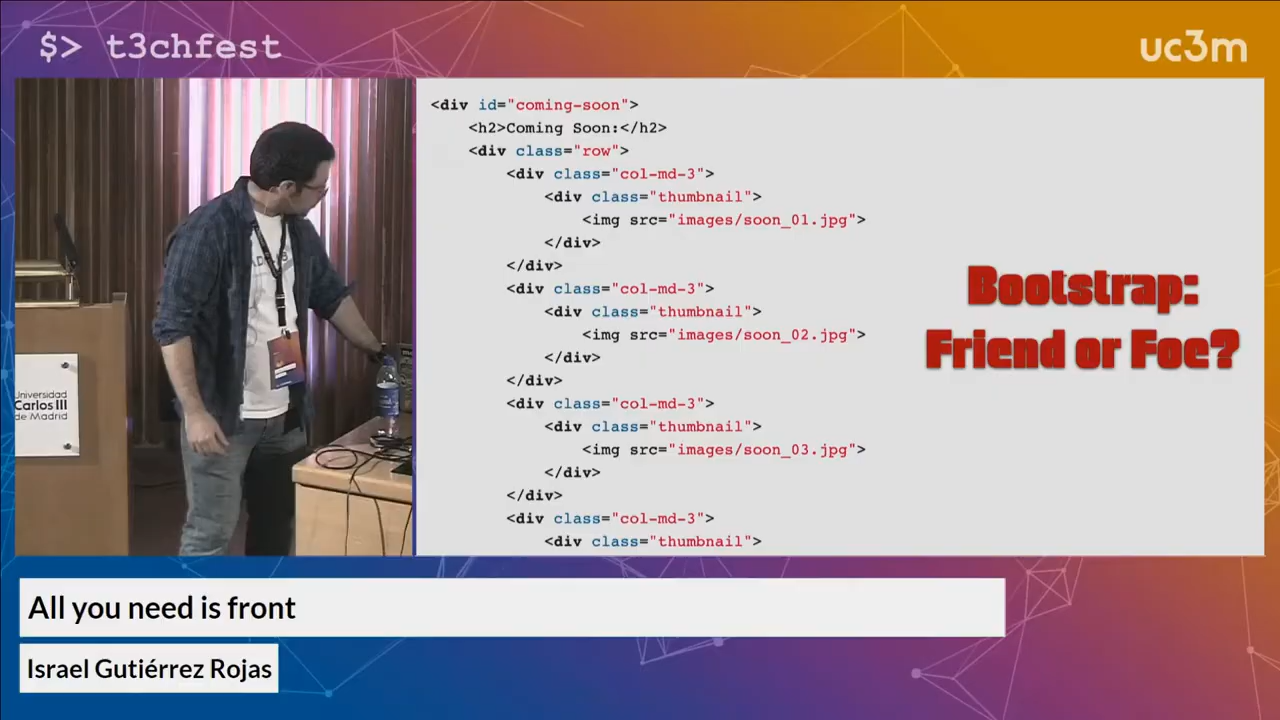 $> t3chfest
uc3m
<div id="coming-soon">
<h2>Coming Soon:</h2>
<div class="row">
<div class="col-md-3">
<div class="thumbnail">
<img src="images/soon_01.jpg">
</div>
</div>
<div class="col-md-3">
<div class="thumbnail">
<img src="images/soon_02.jpg">
</div>
</div>
<div class="col-md-3">
<div class="thumbnail">
<img src="images/soon_03.jpg">
</div>
</div>
<div class="col-md-3">
<div class="thumbnail">
Bootstrap:
Friend or Foe?
Universidad
Carlos III
de Madrid
All you need is front
Israel Gutiérrez Rojas